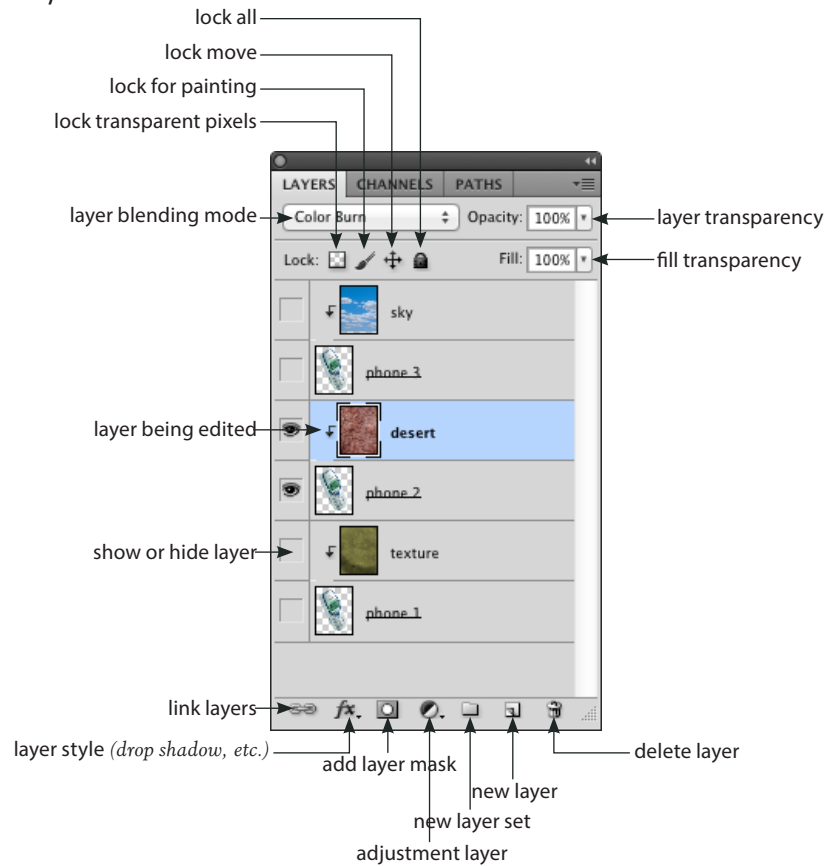 lock all
lock move
lock for painting
lock transparent pixels
LAYERS CHANNELS PATHS
layer blending mode
Color Burn
Opacity: 100%
layer transparency
Lock:
Fill: 100%
fill transparency
sky
phone 3
layer being edited
desert
phone 2
show or hide layer
texture
phone 1
link layers
fx
layer style (drop shadow, etc.)
add layer mask
delete layer
new layer
new layer set
adjustment layer